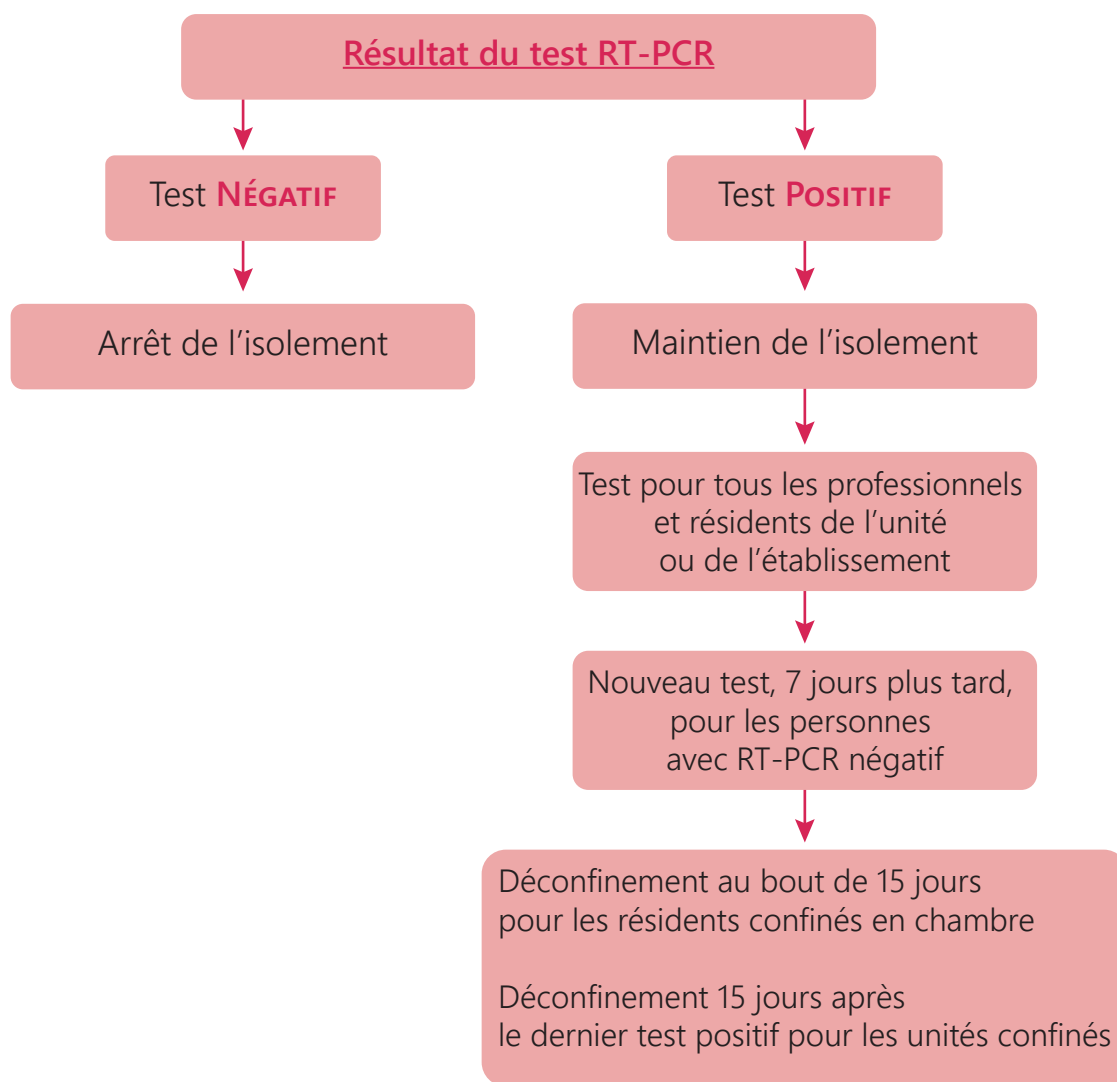 Résultat du test RT-PCR
Test NÉGATIF
Test POSITIF
Arrêt de l’isolement
Maintien de l’isolement
Test pour tous les professionnels
et résidents de l’unité
ou de l’établissement
Nouveau test, 7 jours plus tard,
pour les personnes
avec RT-PCR négatif
Déconfinement au bout de 15 jours
pour les résidents confinés en chambre
Déconfinement 15 jours après
le dernier test positif pour les unités confinés